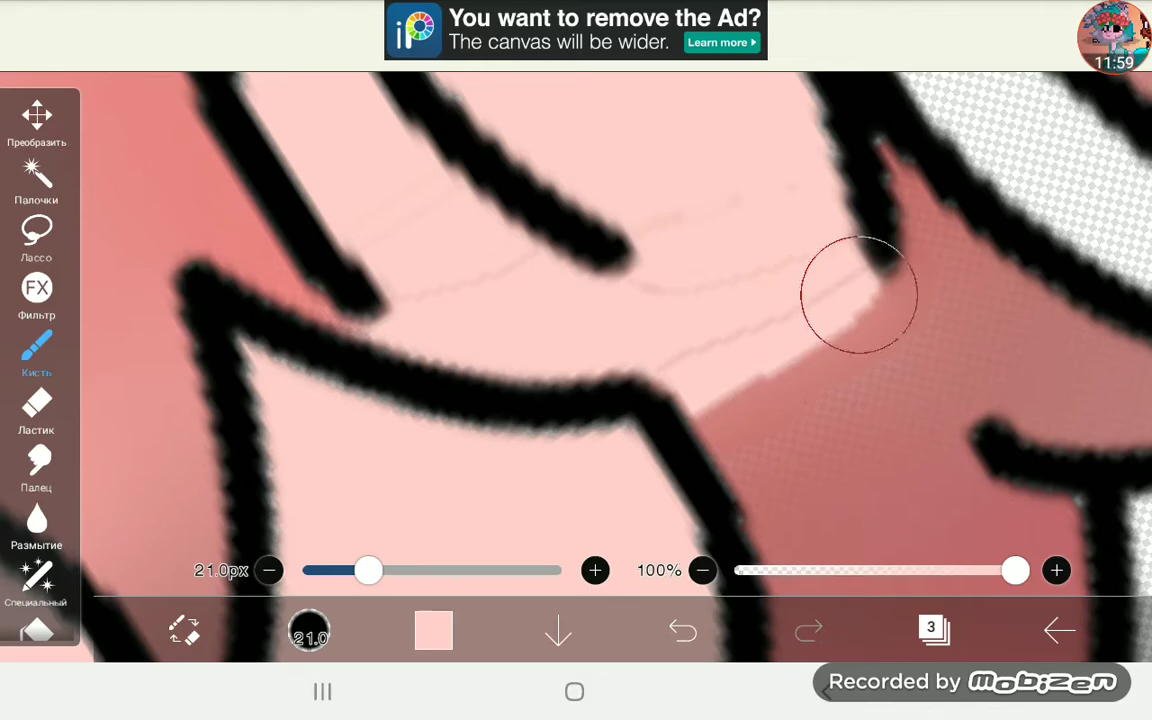 You want to remove the Ad?
The canvas will be wider.
Learn more
iP
11:59
Преобразить
Палочки
Лассо
FX
Фильтр
Кисть
Ластик
Палец
Размытие
Специальный
21.0px
100%
21.0
3
Recorded by mobizen